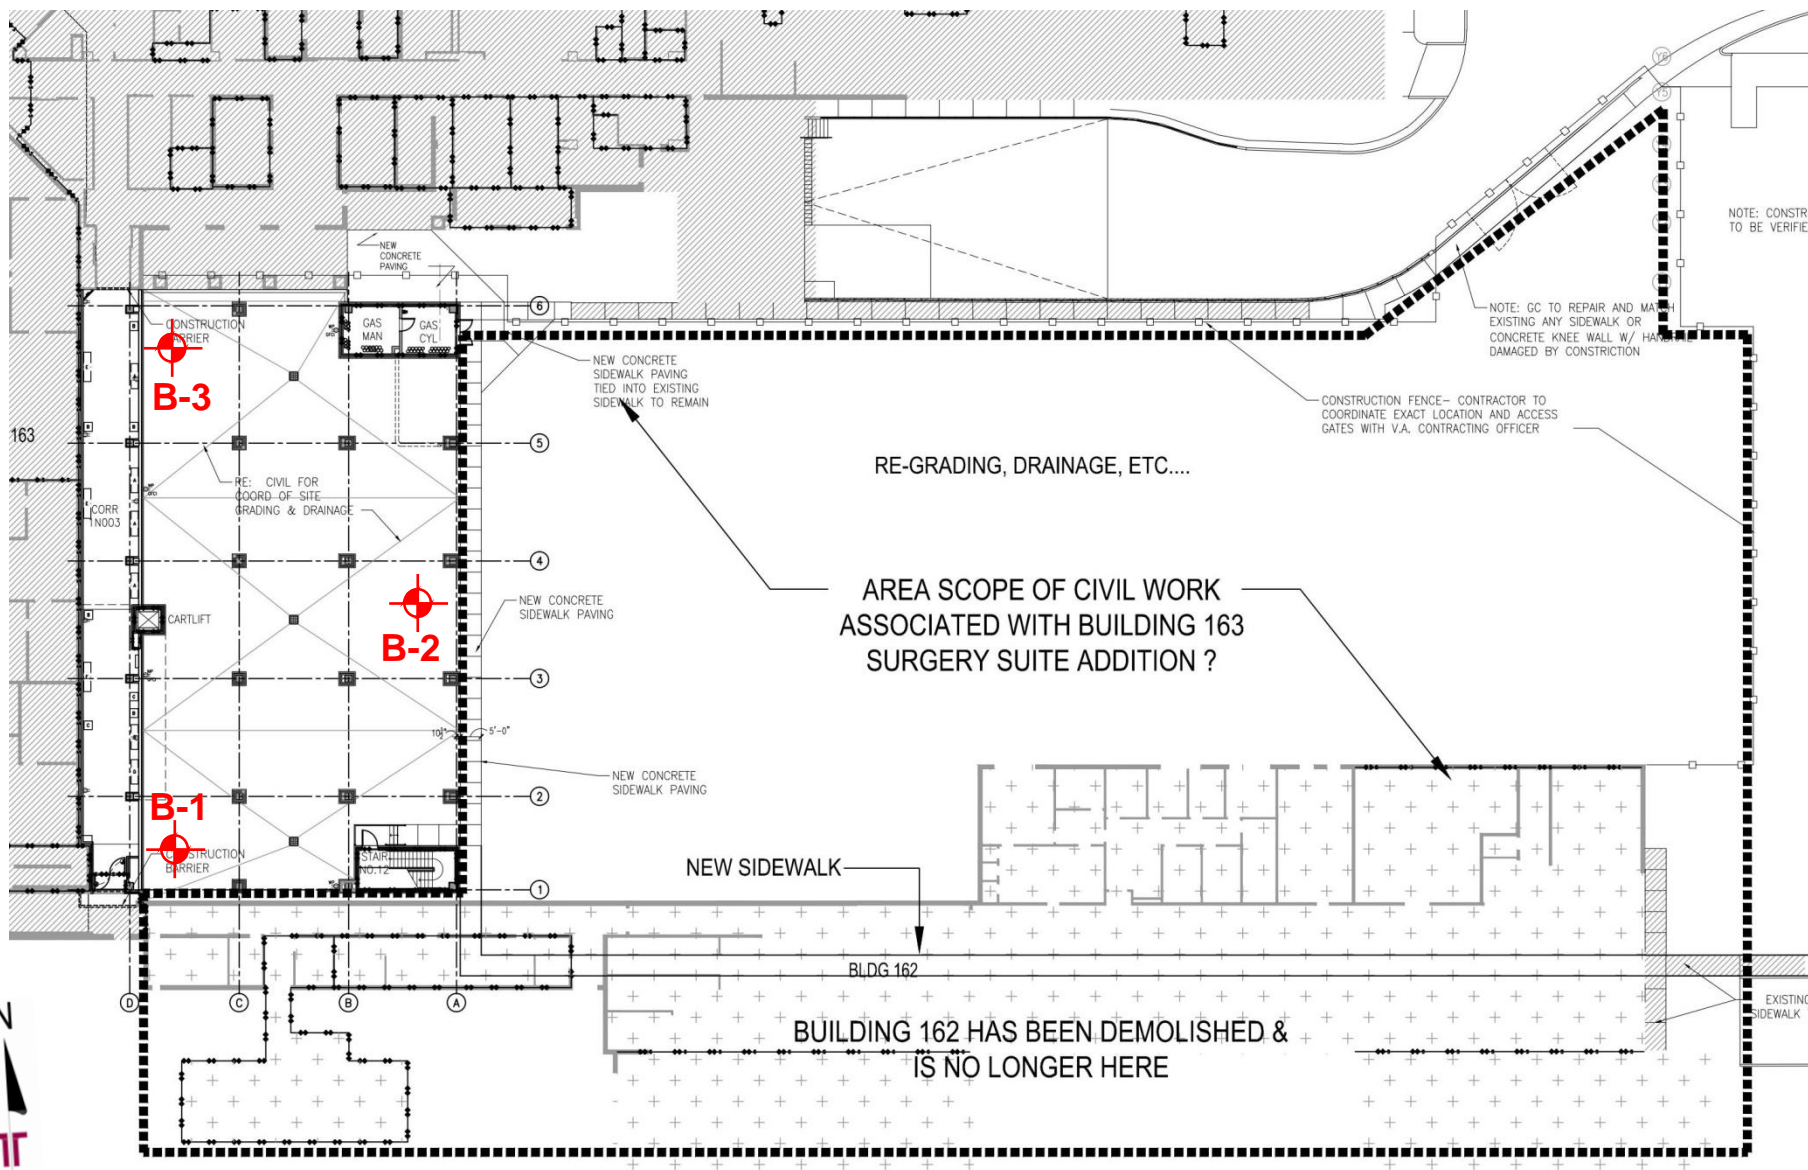 Y6
Y5
NOTE: CONSTR
TO BE VERIFIE
NEW
CONCRETE
PAVING
6
GAS
MAN
GAS
CYL
CONSTRUCTION
BARRIER
B-3
NOTE: GC TO REPAIR AND MATCH
EXISTING ANY SIDEWALK OR
CONCRETE KNEE WALL W/ HANDRAIL
DAMAGED BY CONSTRICTION
NEW CONCRETE
SIDEWALK PAVING
TIED INTO EXISTING
SIDEWALK TO REMAIN
CONSTRUCTION FENCE- CONTRACTOR TO
COORDINATE EXACT LOCATION AND ACCESS
GATES WITH V.A. CONTRACTING OFFICER
163
5
RE-GRADING, DRAINAGE, ETC....
RE: CIVIL FOR
COORD OF SITE
GRADING & DRAINAGE
CORR
1N003
4
AREA SCOPE OF CIVIL WORK
ASSOCIATED WITH BUILDING 163
SURGERY SUITE ADDITION ?
NEW CONCRETE
SIDEWALK PAVING
CARTLIFT
B-2
3
5'-0"
NEW CONCRETE
SIDEWALK PAVING
2
B-1
CONSTRUCTION
BARRIER
STAIR
NO.12
NEW SIDEWALK
1
BLDG 162
D
C
B
A
EXISTING
SIDEWALK
BUILDING 162 HAS BEEN DEMOLISHED &
IS NO LONGER HERE
N